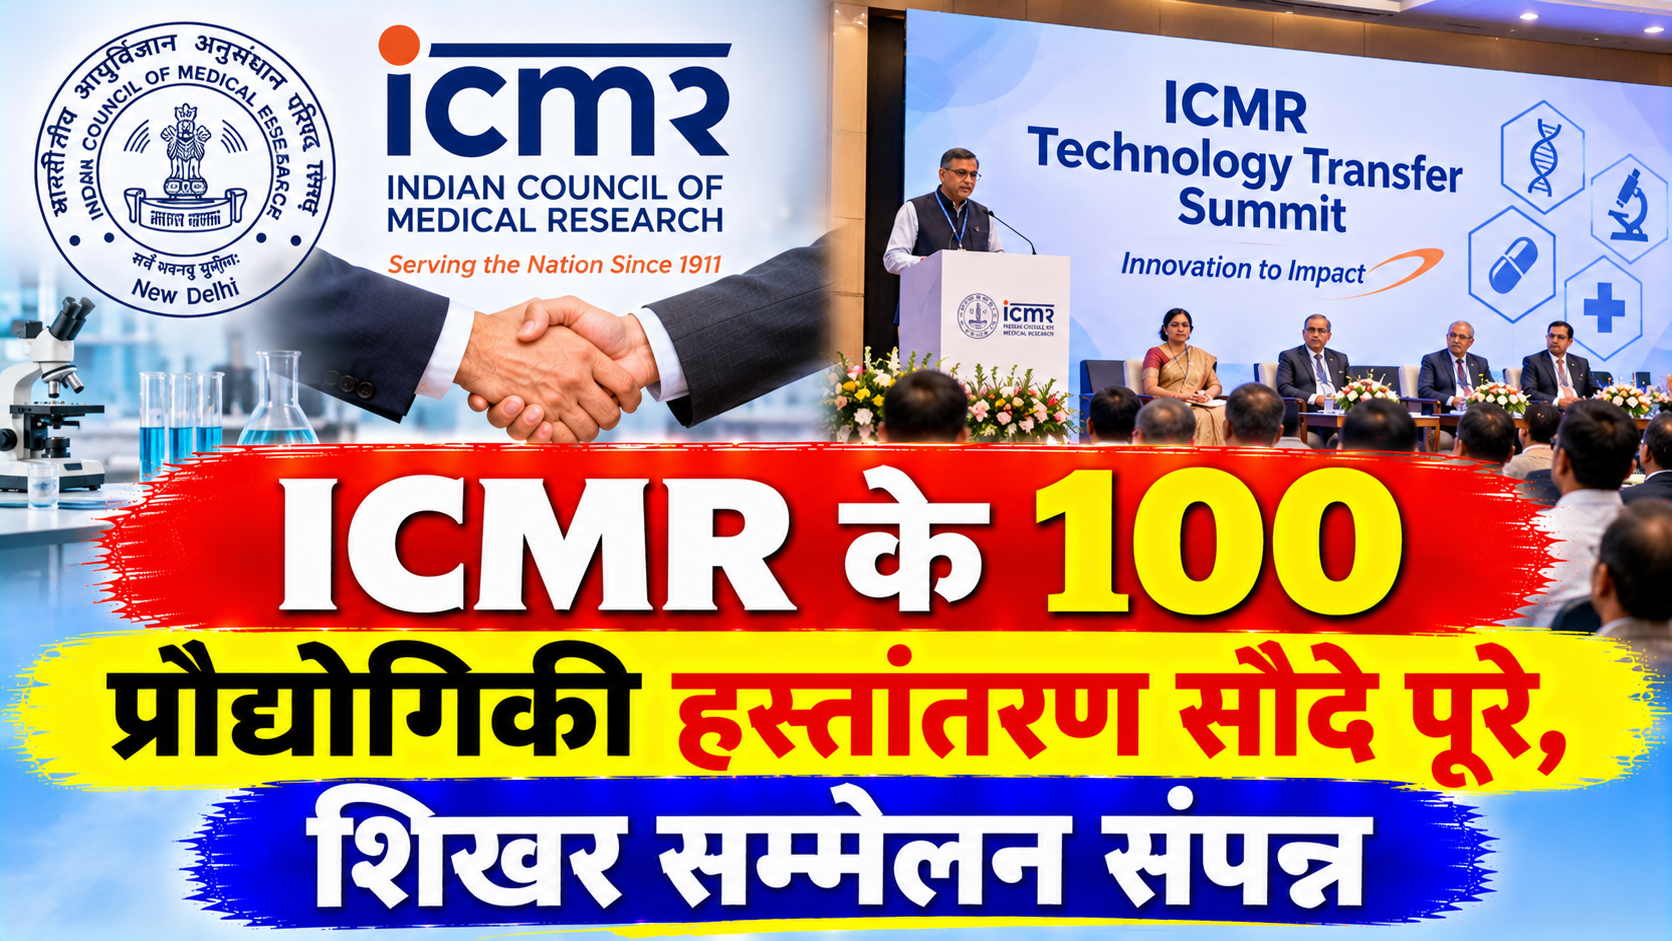 भारतीय आयुर्विज्ञान अनुसंधान परिषद
INDIAN COUNCIL OF MEDICAL
New Delhi
icmr
INDIAN COUNCIL OF
MEDICAL RESEARCH
Serving the Nation Since 1911
ICMR
Technology Transfer
Summit
Innovation to Impact
icmr
MEDICAL RESEARCH
ICMR के 100
प्रौद्योगिकी हस्तांतरण सौदे पूरे,
शिखर सम्मेलन संपन्न